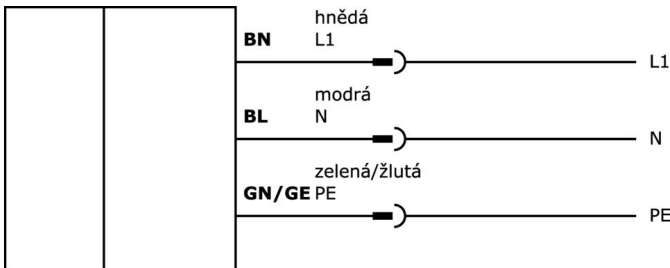 hnědá
BN L1
L1
modrá
BL N
N
zelená/žlutá
GN/GE PE
PE